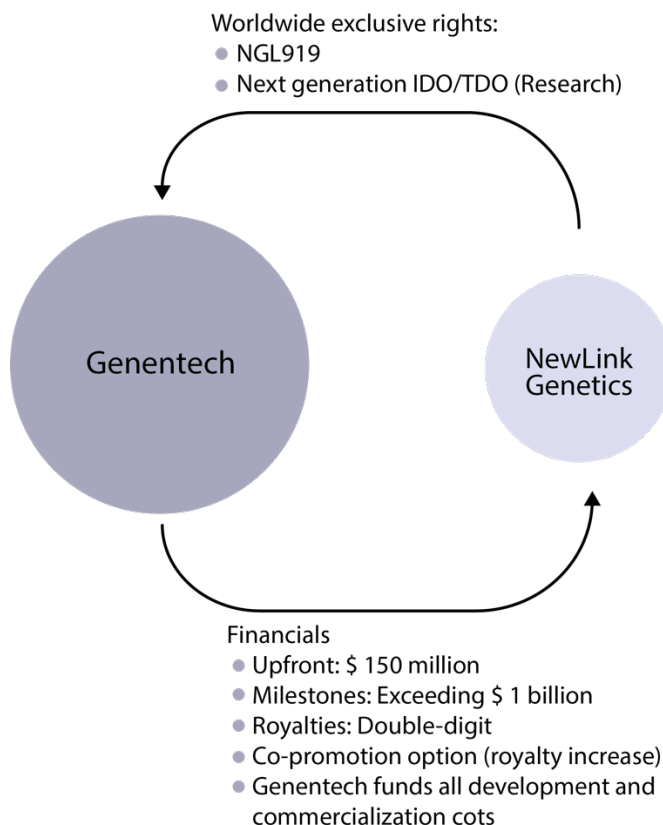 Worldwide exclusive rights:
NGL919
Next generation IDO/TDO (Research)
Genentech
NewLink
Genetics
Financials
Upfront: $ 150 million
Milestones: Exceeding $ 1 billion
Royalties: Double-digit
Co-promotion option (royalty increase)
Genentech funds all development and
commercialization cots